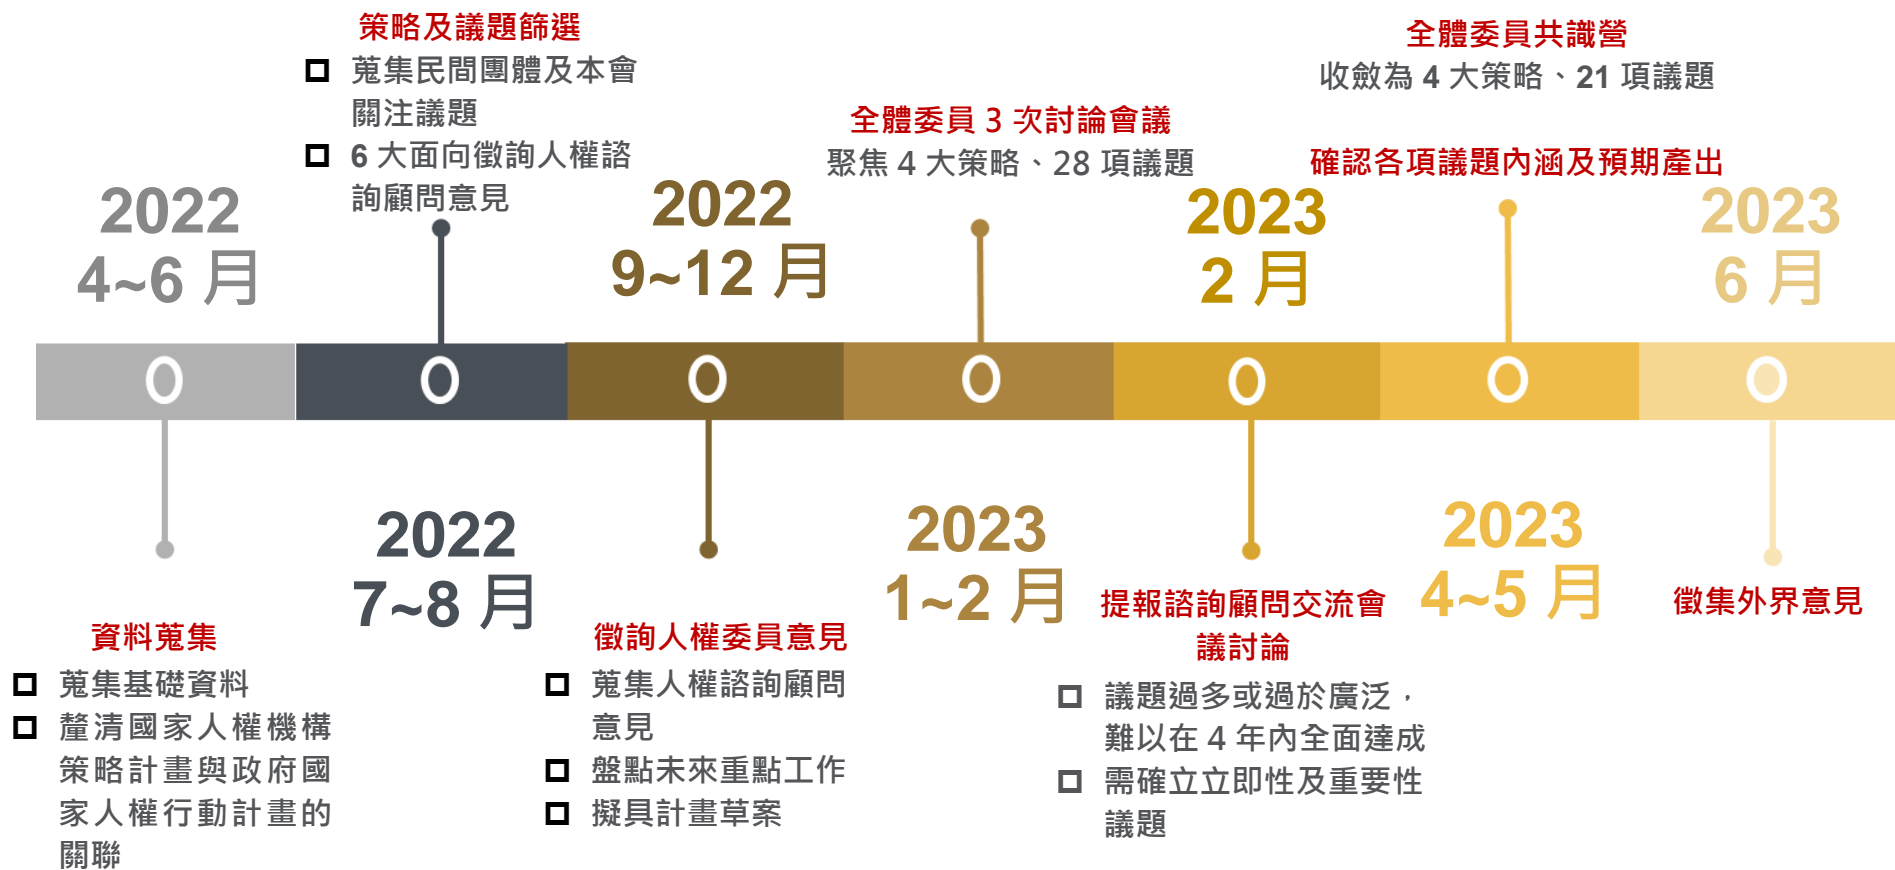 2022
4~6 月
資料蒐集
蒐集基礎資料
釐清國家人權機構
策略計畫與政府國
家人權行動計畫的
關聯
策略及議題篩選
蒐集民間團體及本會
關注議題
6 大面向徵詢人權諮
詢顧問意見
2022
7~8 月
2022
9~12 月
徵詢人權委員意見
蒐集人權諮詢顧問
意見
盤點未來重點工作
擬具計畫草案
全體委員 3 次討論會議
聚焦 4 大策略、28 項議題
2023
1~2 月
2023
2 月
提報諮詢顧問交流會
議討論
議題過多或過於廣泛，
難以在 4 年內全面達成
需確立立即性及重要性
議題
全體委員共識營
收斂為 4 大策略、21 項議題
確認各項議題內涵及預期產出
2023
4~5 月
2023
6 月
徵集外界意見